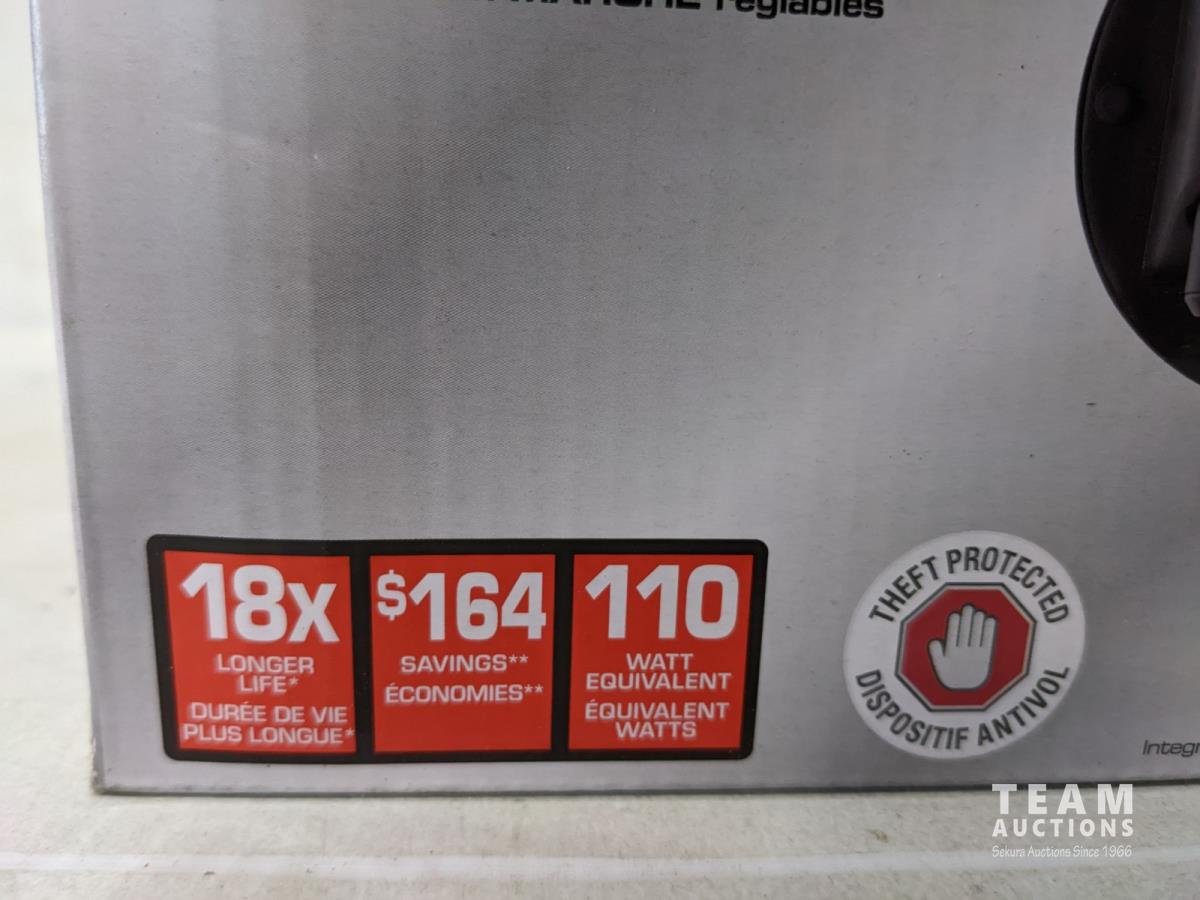 réglables
18x
LONGER
LIFE*
DURÉE DE VIE
PLUS LONGUE*
$164
SAVINGS**
ÉCONOMIES**
110
WATT
EQUIVALENT
ÉQUIVALENT
WATTS
THEFT PROTECTED
DISPOSITIF ANTIVOL
TEAM
AUCTIONS
Sekura Auctions Since 1966